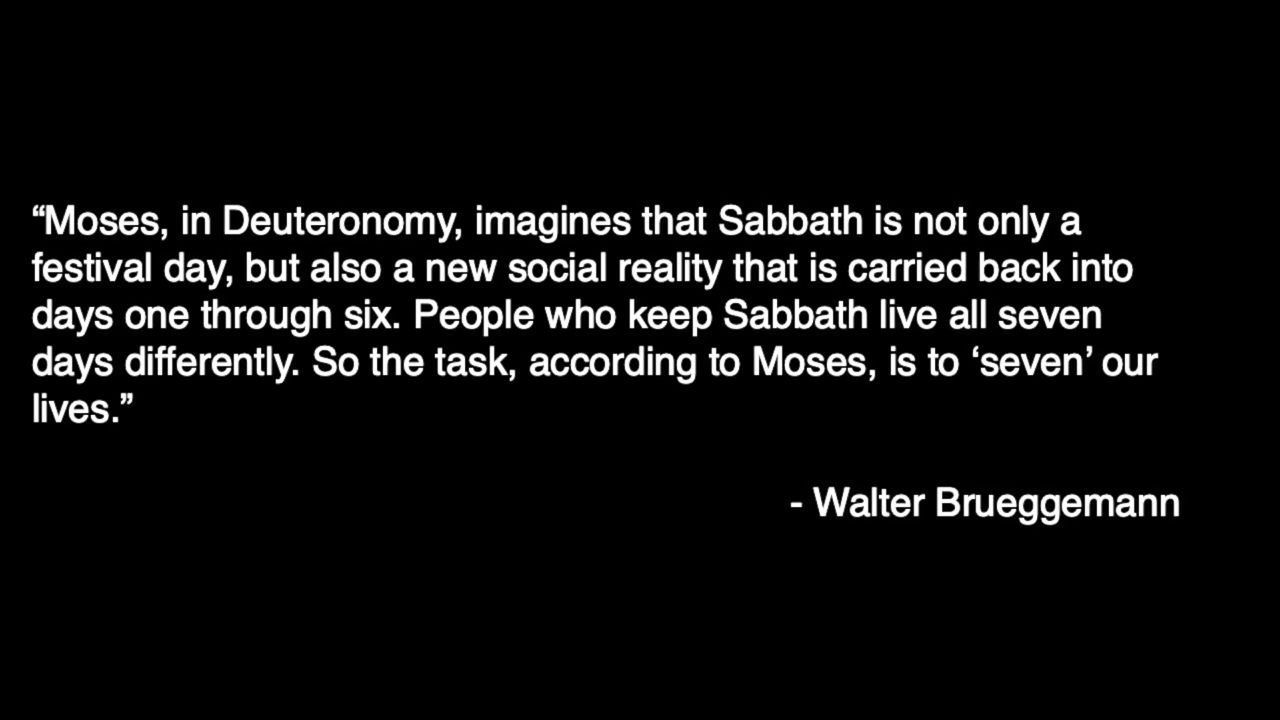 “Moses, in Deuteronomy, imagines that Sabbath is not only a
festival day, but also a new social reality that is carried back into
days one through six. People who keep Sabbath live all seven
days differently. So the task, according to Moses, is to ‘seven’ our
lives.”
- Walter Brueggemann